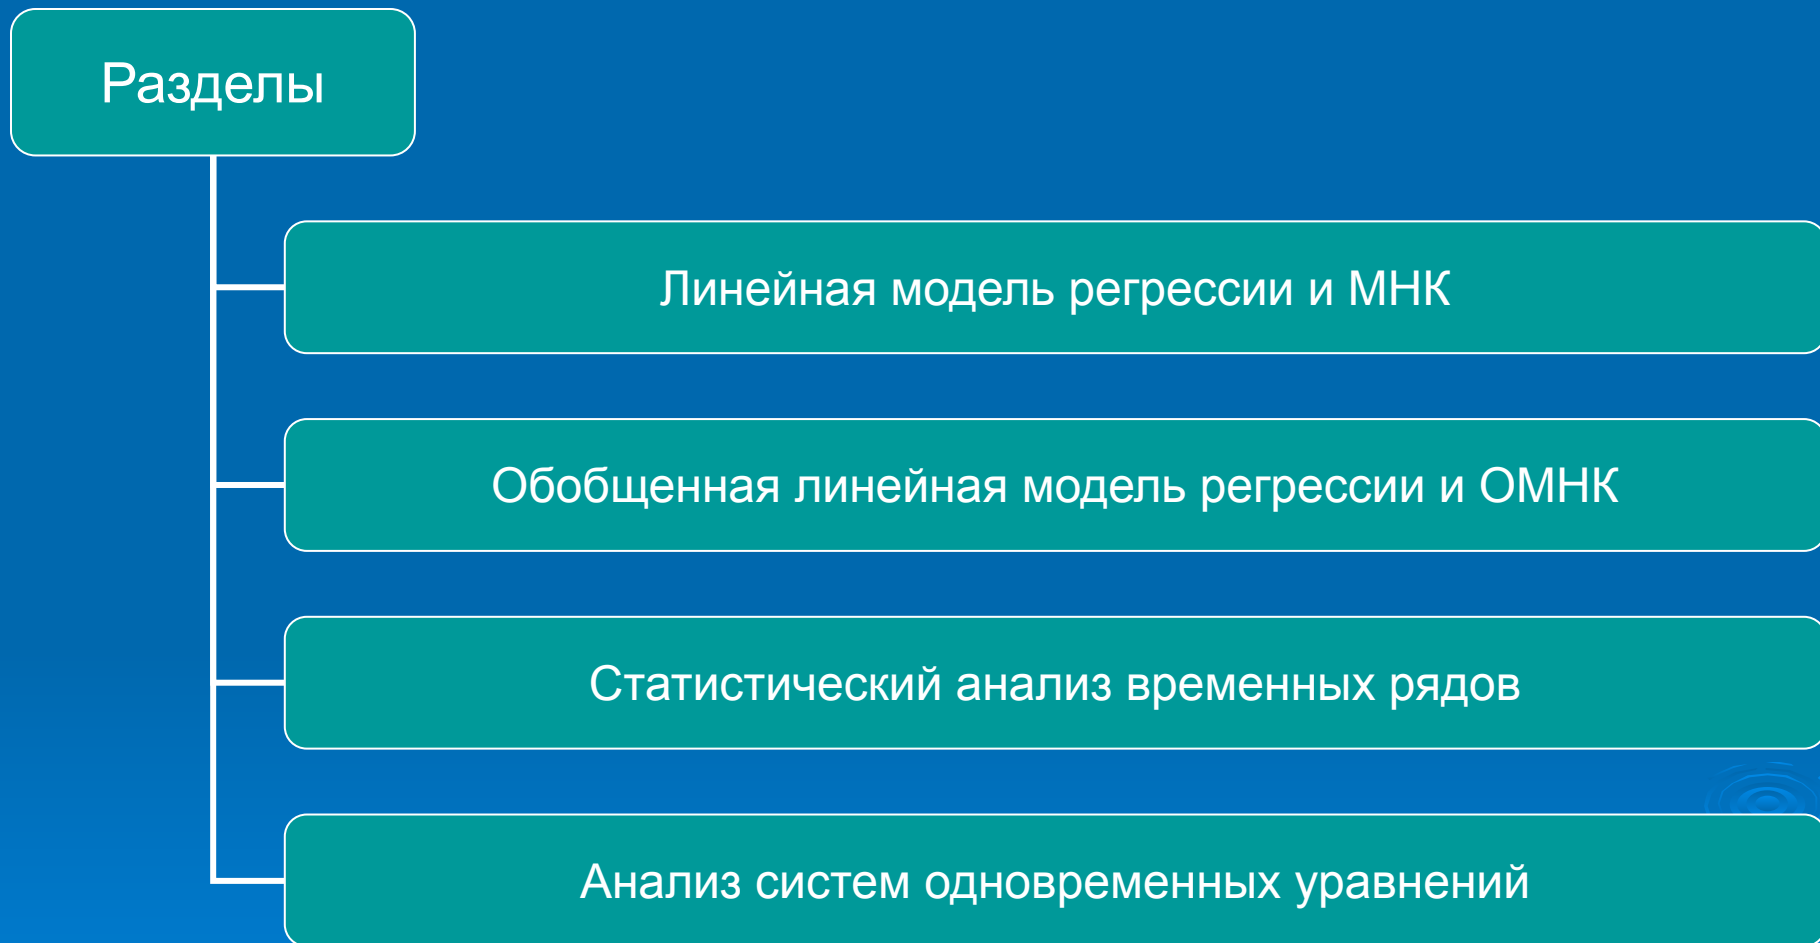 Разделы
Линейная модель регрессии и МНК
Обобщенная линейная модель регрессии и ОМНК
Статистический анализ временных рядов
Анализ систем одновременных уравнений